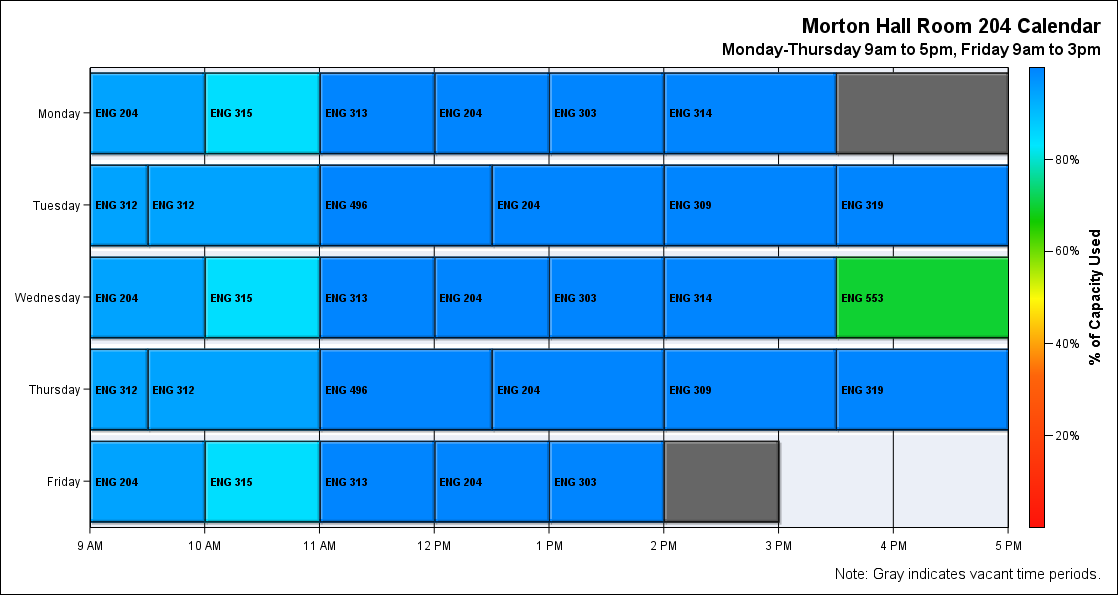 Morton Hall Room 204 Calendar
Monday-Thursday 9am to 5pm, Friday 9am to 3pm
Monday
ENG 204 ENG 315 ENG 313 ENG 204 ENG 303 ENG 314
Tuesday
ENG 312 ENG 312 ENG 496 ENG 204 ENG 309 ENG 319
Wednesday
ENG 204 ENG 315 ENG 313 ENG 204 ENG 303 ENG 314 ENG 553
Thursday
ENG 312 ENG 312 ENG 496 ENG 204 ENG 309 ENG 319
Friday
ENG 204 ENG 315 ENG 313 ENG 204 ENG 303
9 AM 10 AM 11 AM 12 PM 1 PM 2 PM 3 PM 4 PM 5 PM
80%
60%
40%
20%
% of Capacity Used
Note: Gray indicates vacant time periods.